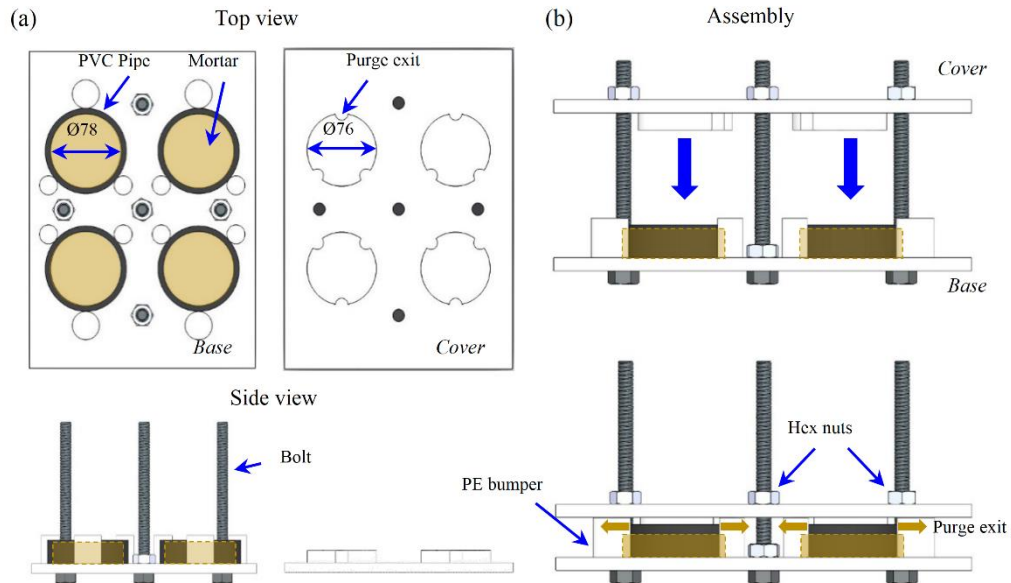 (a)
Top view
PVC Pipe
Mortar
Purge exit
Ø78
Ø76
Base
Cover
Side view
Bolt
(b)
Assembly
Cover
Base
Hex nuts
PE bumper
Purge exit